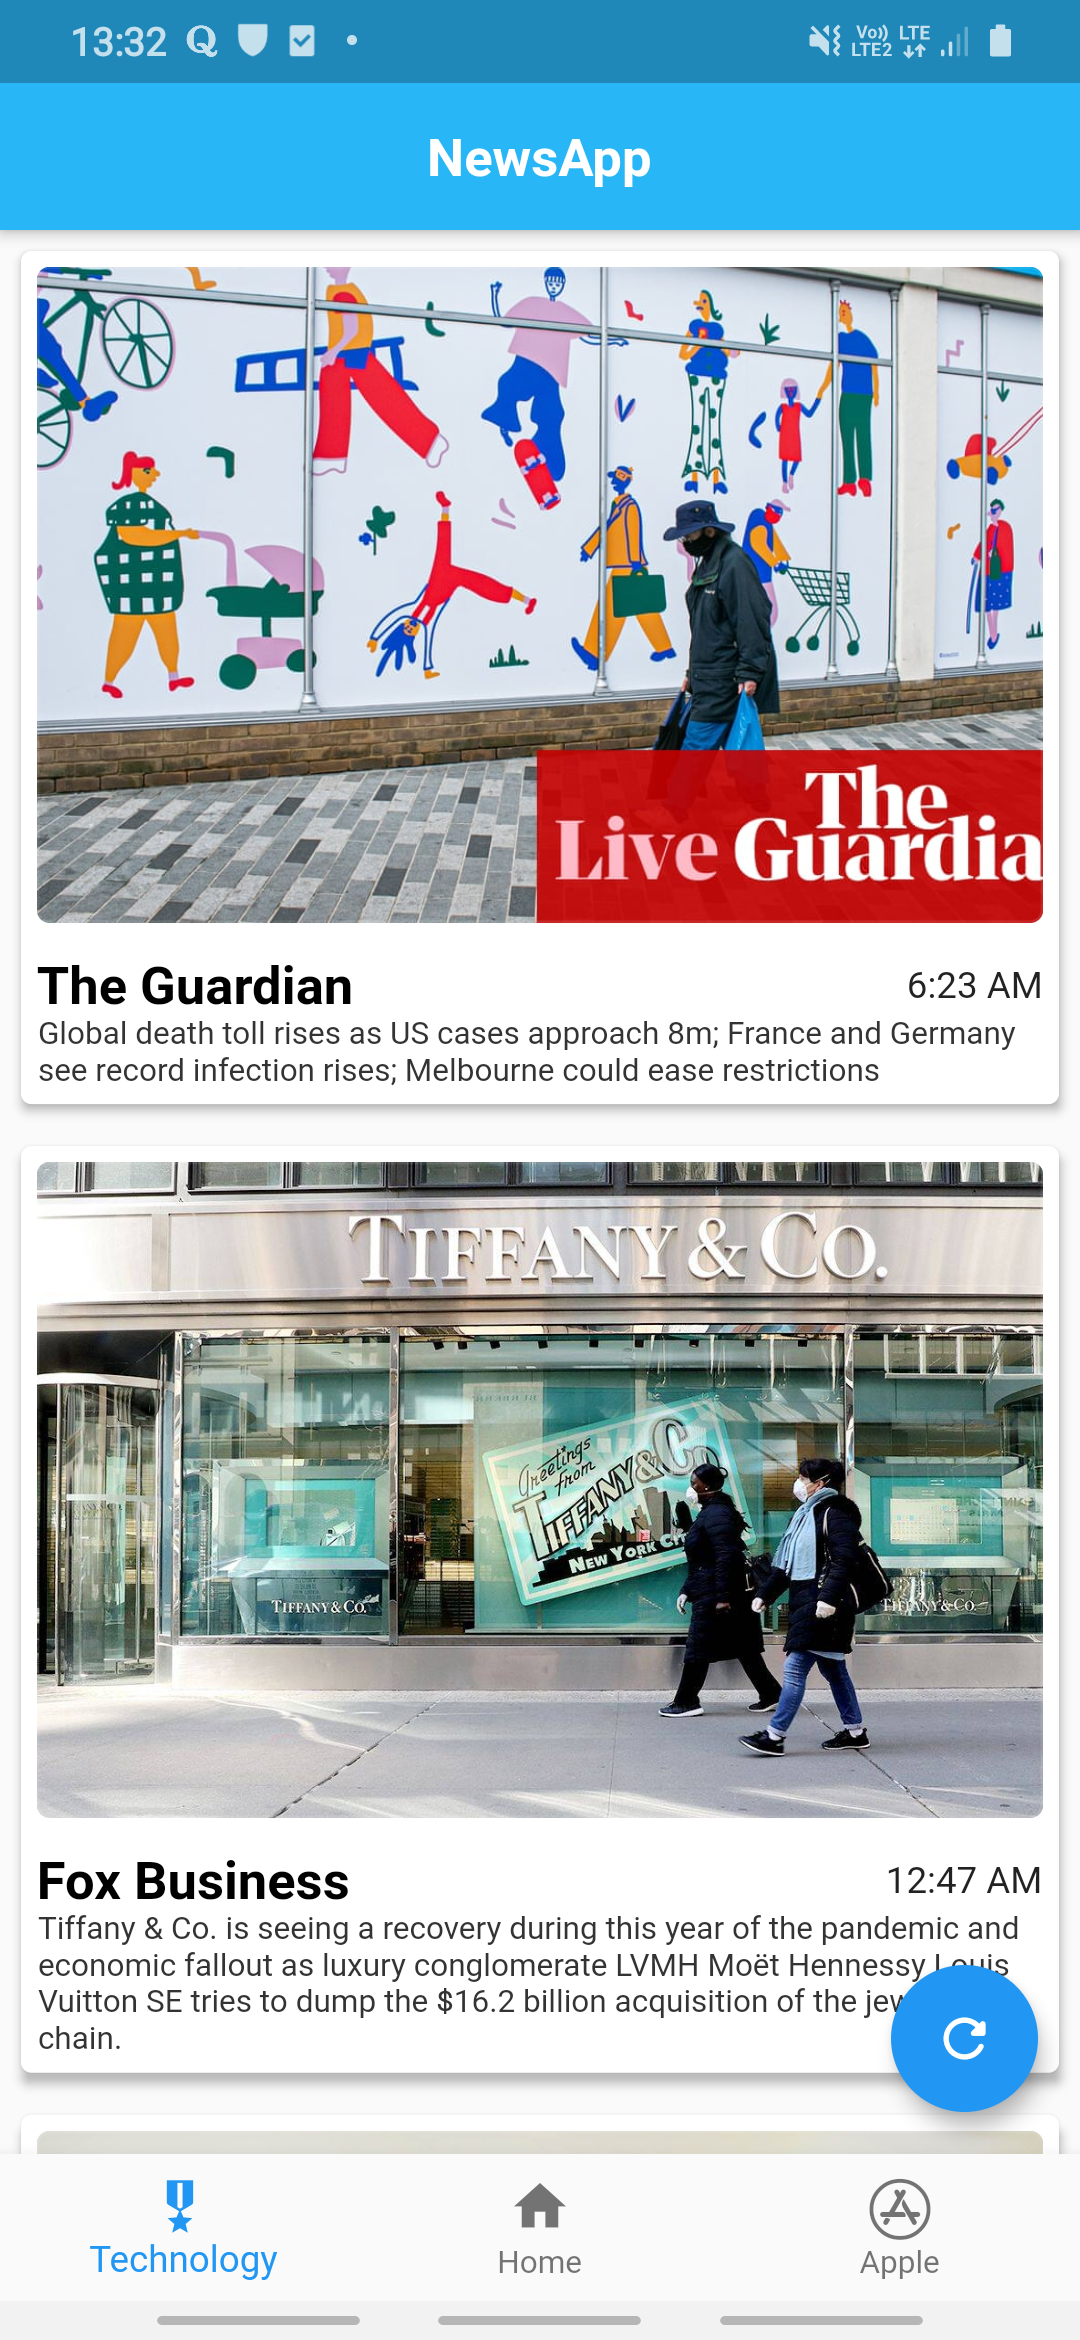 13:32
Vo)) LTE
LTE2
NewsApp
The
Live Guardia
The Guardian 6:23 AM
Global death toll rises as US cases approach 8m; France and Germany
see record infection rises; Melbourne could ease restrictions
TIFFANY & CO.
Greetings
from
TIFFANY & Co
NEW YORK
TIFFANY & CO.
TIFFANY & CO.
Fox Business 12:47 AM
Tiffany & Co. is seeing a recovery during this year of the pandemic and
economic fallout as luxury conglomerate LVMH Moët Hennessy Louis
Vuitton SE tries to dump the $16.2 billion acquisition of the
chain.
Technology
Home
Apple